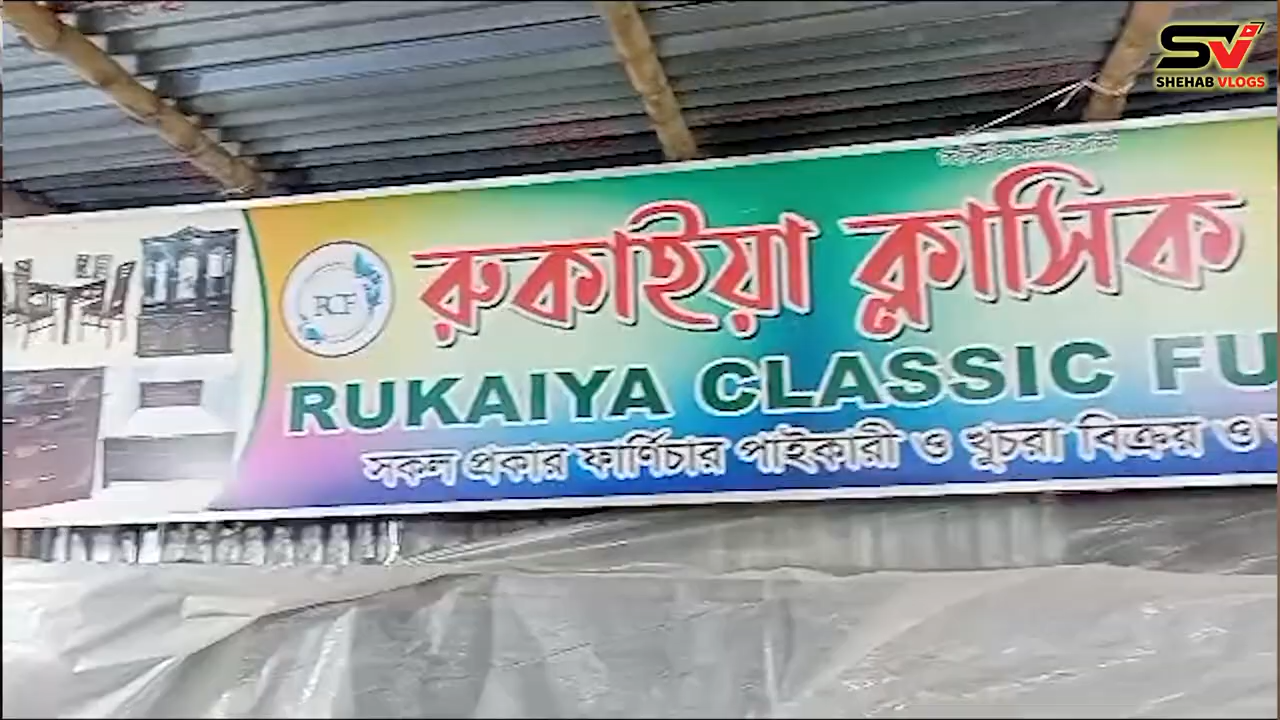 SV
SHEHAB VLOGS
রুকাইয়া ক্লাসিক
RCF
RUKAIYA CLASSIC FU
সকল প্রকার ফার্ণিচার পাইকারী ও খুচরা বিক্রয় ও